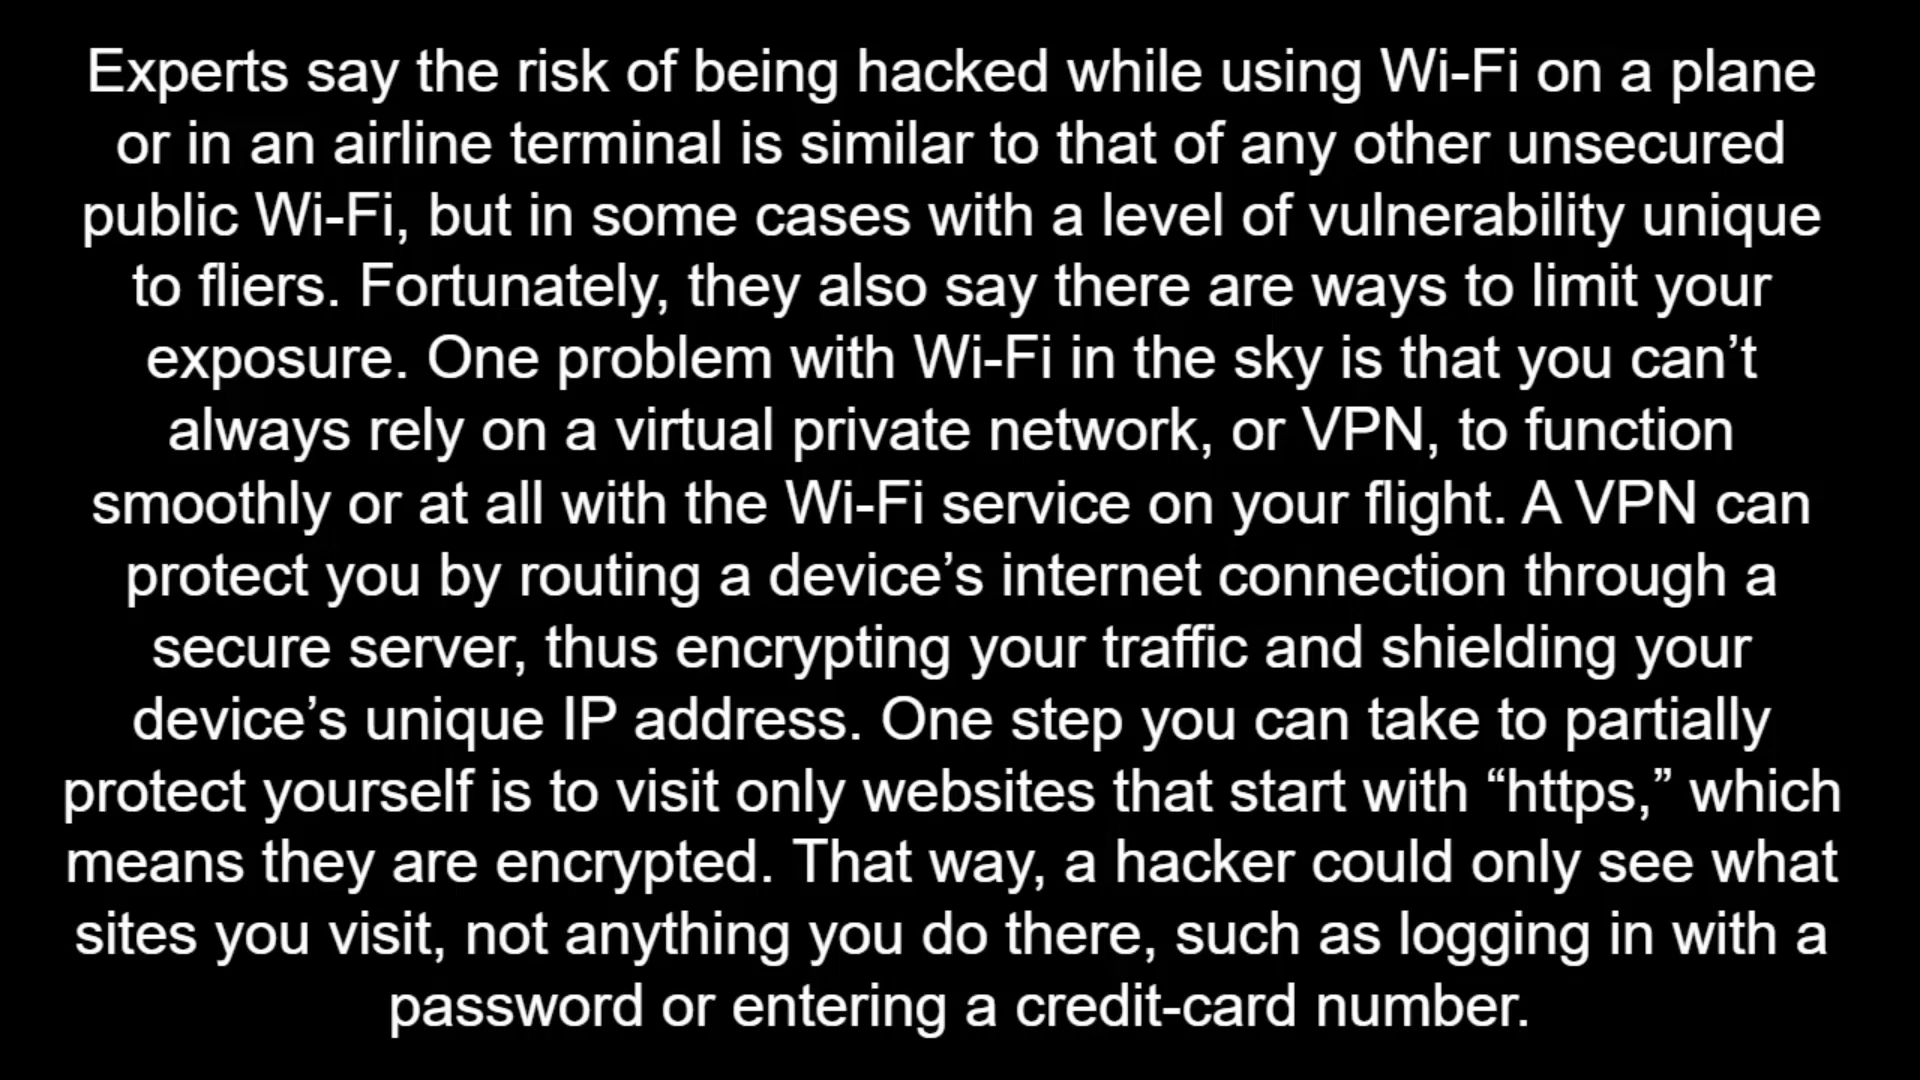 Experts say the risk of being hacked while using Wi-Fi on a plane
or in an airline terminal is similar to that of any other unsecured
public Wi-Fi, but in some cases with a level of vulnerability unique
to fliers. Fortunately, they also say there are ways to limit your
exposure. One problem with Wi-Fi in the sky is that you can’t
always rely on a virtual private network, or VPN, to function
smoothly or at all with the Wi-Fi service on your flight. A VPN can
protect you by routing a device’s internet connection through a
secure server, thus encrypting your traffic and shielding your
device’s unique IP address. One step you can take to partially
protect yourself is to visit only websites that start with “https,” which
means they are encrypted. That way, a hacker could only see what
sites you visit, not anything you do there, such as logging in with a
password or entering a credit-card number.